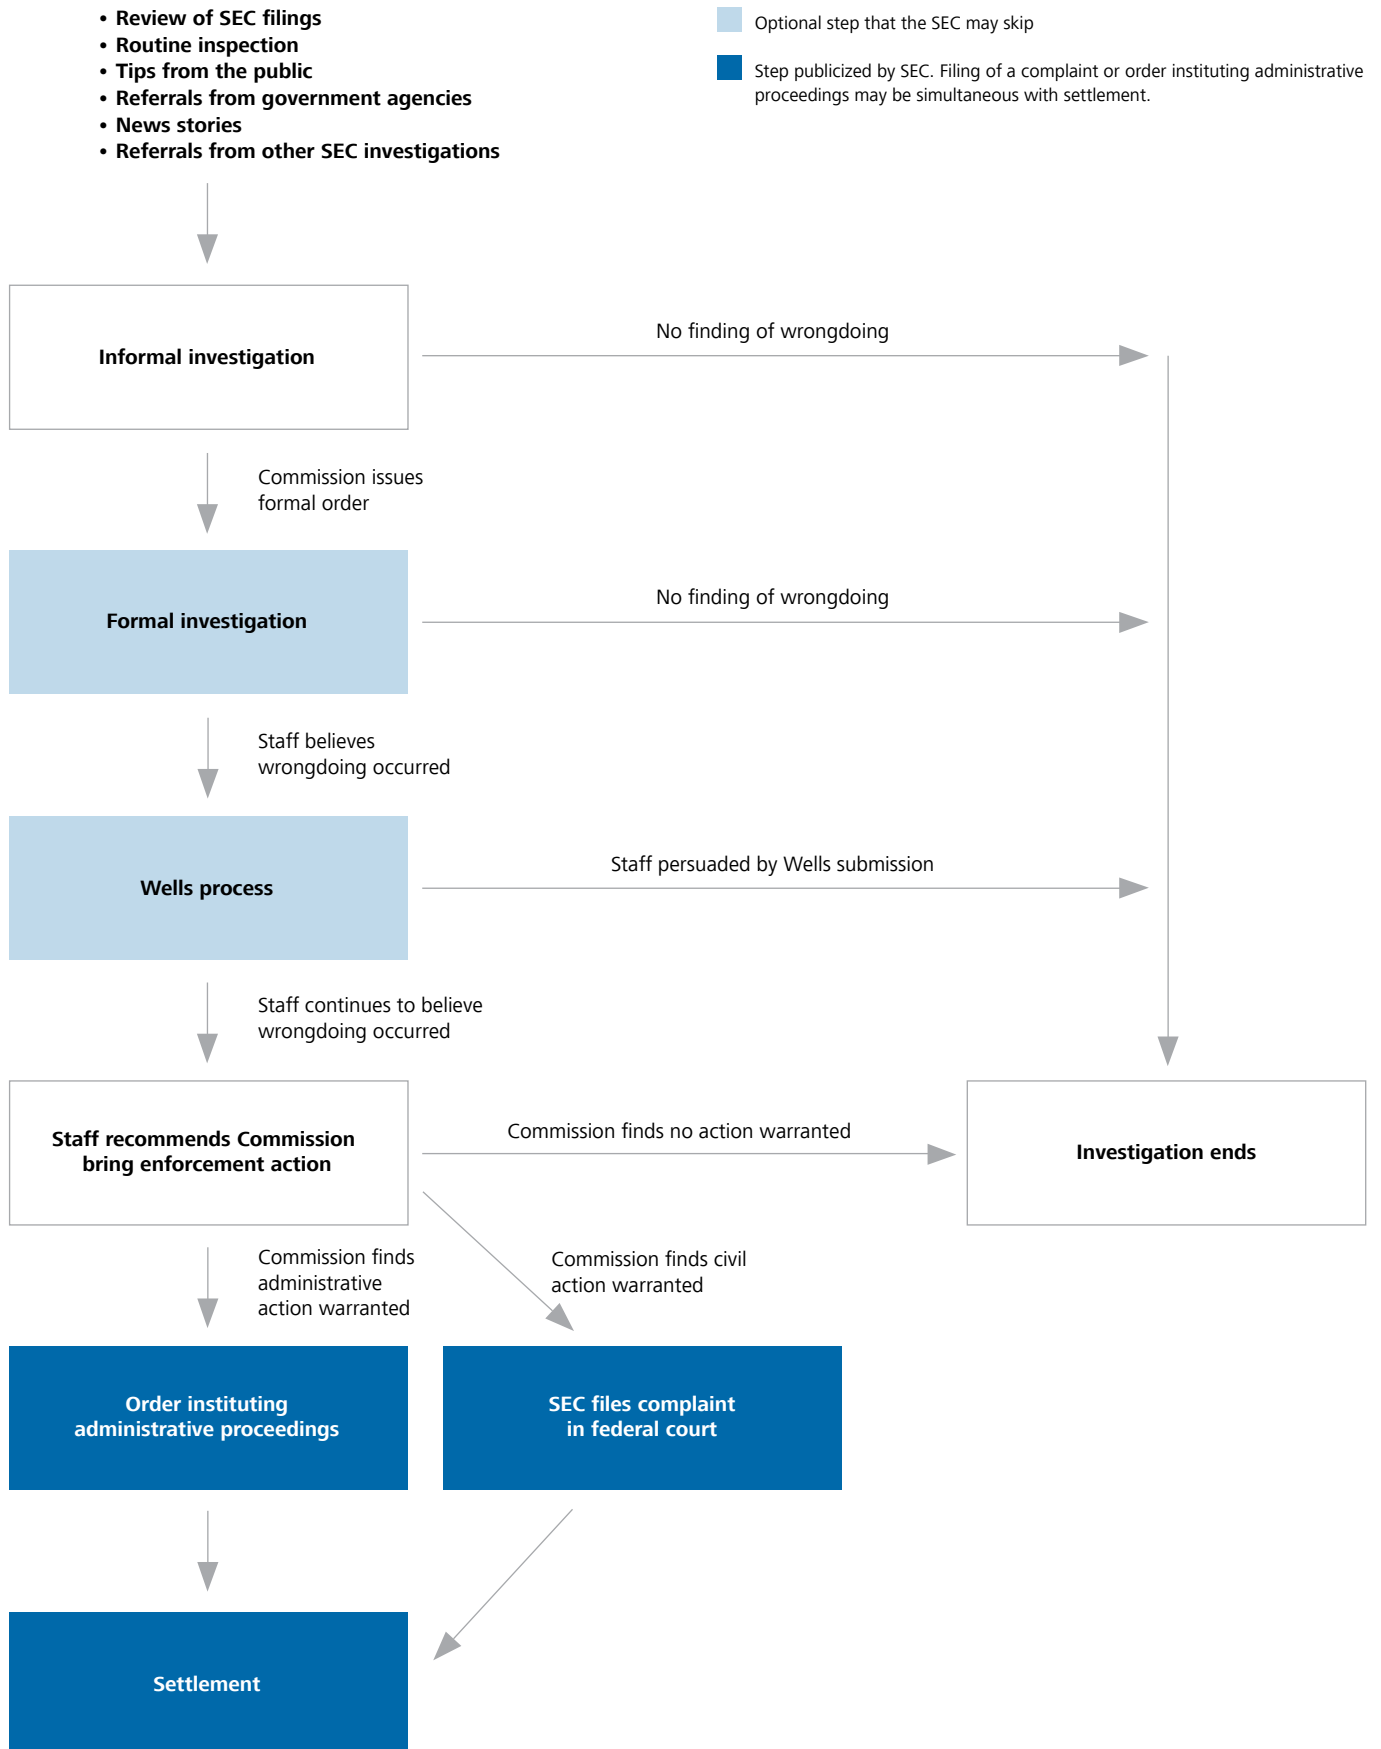 • Review of SEC filings
• Routine inspection
• Tips from the public
• Referrals from government agencies
• News stories
• Referrals from other SEC investigations
Optional step that the SEC may skip
Step publicized by SEC. Filing of a complaint or order instituting administrative
proceedings may be simultaneous with settlement.
Informal investigation
No finding of wrongdoing
Commission issues
formal order
Formal investigation
No finding of wrongdoing
Staff believes
wrongdoing occurred
Wells process
Staff persuaded by Wells submission
Staff continues to believe
wrongdoing occurred
Staff recommends Commission
bring enforcement action
Commission finds no action warranted
Investigation ends
Commission finds
administrative
action warranted
Commission finds civil
action warranted
Order instituting
administrative proceedings
SEC files complaint
in federal court
Settlement